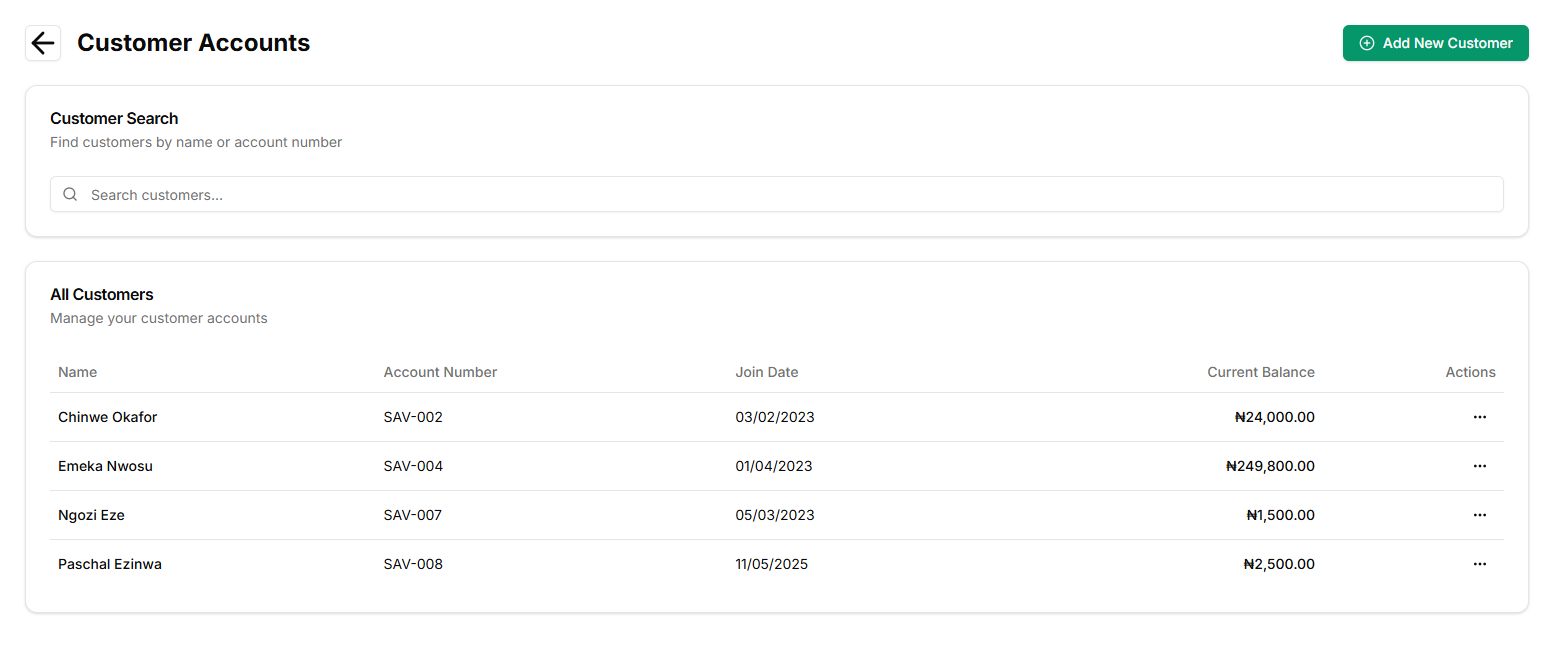 Customer Accounts
Add New Customer
Customer Search
Find customers by name or account number
Search customers...
All Customers
Manage your customer accounts
Name Account Number Join Date Current Balance Actions
Chinwe Okafor SAV-002 03/02/2023 ₦24,000.00 ...
Emeka Nwosu SAV-004 01/04/2023 ₦249,800.00 ...
Ngozi Eze SAV-007 05/03/2023 ₦1,500.00 ...
Paschal Ezinwa SAV-008 11/05/2025 ₦2,500.00 ...